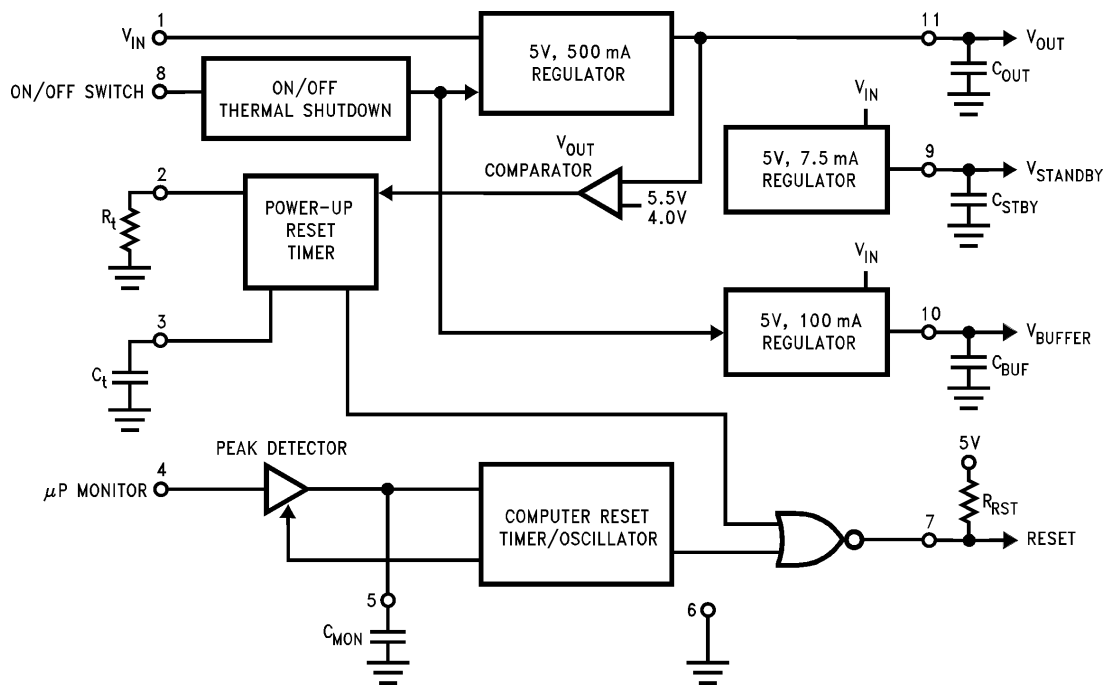 1
V_IN
8
ON/OFF SWITCH
ON/OFF
THERMAL SHUTDOWN
5V, 500 mA
REGULATOR
11
V_OUT
C_OUT
V_OUT
COMPARATOR
5.5V
4.0V
V_IN
5V, 7.5 mA
REGULATOR
9
V_STANDBY
C_STBY
2
R_t
POWER-UP
RESET
TIMER
3
C_t
V_IN
5V, 100 mA
REGULATOR
10
V_BUFFER
C_BUF
PEAK DETECTOR
4
μP MONITOR
COMPUTER RESET
TIMER/OSCILLATOR
5
C_MON
6
5V
R_RST
7
RESET